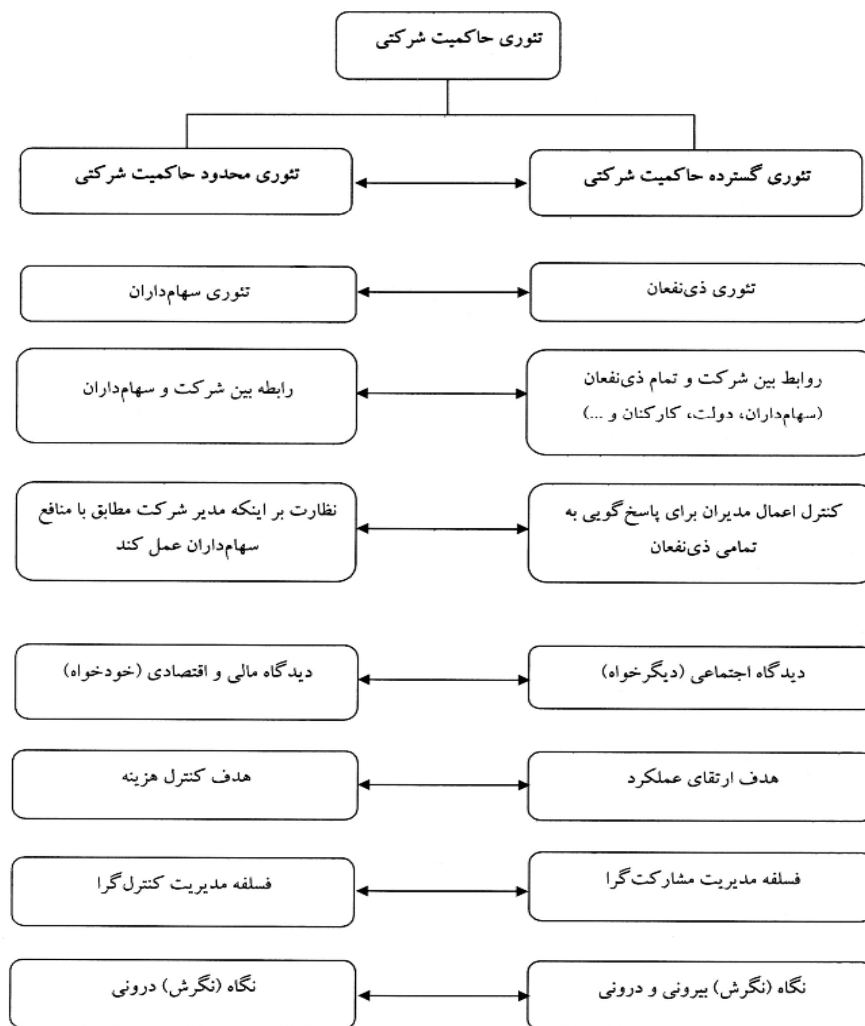 تئوری حاکمیت شرکتی
تئوری گسترده حاکمیت شرکتی
تئوری محدود حاکمیت شرکتی
تئوری ذی‌نفعان
تئوری سهام‌داران
روابط بین شرکت و تمام ذی‌نفعان
(سهام‌داران، دولت، کارکنان و ...)
رابطه بین شرکت و سهام‌داران
کنترل اعمال مدیران برای پاسخ‌گویی به
تمامی ذی‌نفعان
نظارت بر اینکه مدیر شرکت مطابق با منافع
سهام‌داران عمل کند
دیدگاه اجتماعی (دیگرخواه)
دیدگاه مالی و اقتصادی (خودخواه)
هدف ارتقای عملکرد
هدف کنترل هزینه
فسلفه مدیریت مشارکت‌گرا
فسلفه مدیریت کنترل‌گرا
نگاه (نگرش) بیرونی و درونی
نگاه (نگرش) درونی